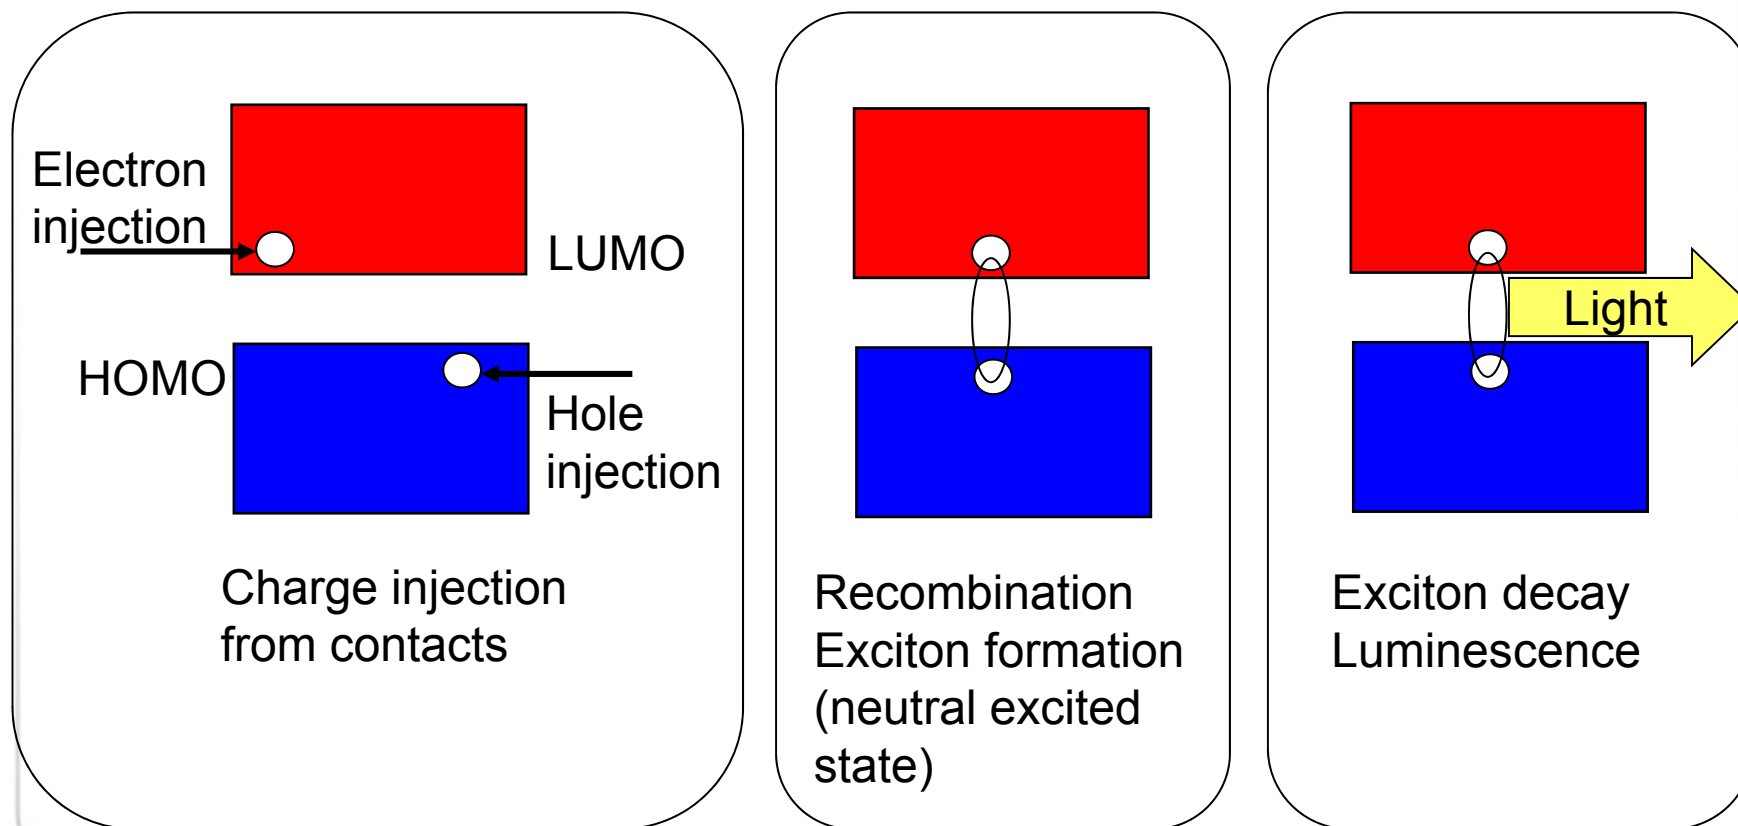 Electron
injection
LUMO
HOMO
Hole
injection
Charge injection
from contacts
Recombination
Exciton formation
(neutral excited
state)
Light
Exciton decay
Luminescence